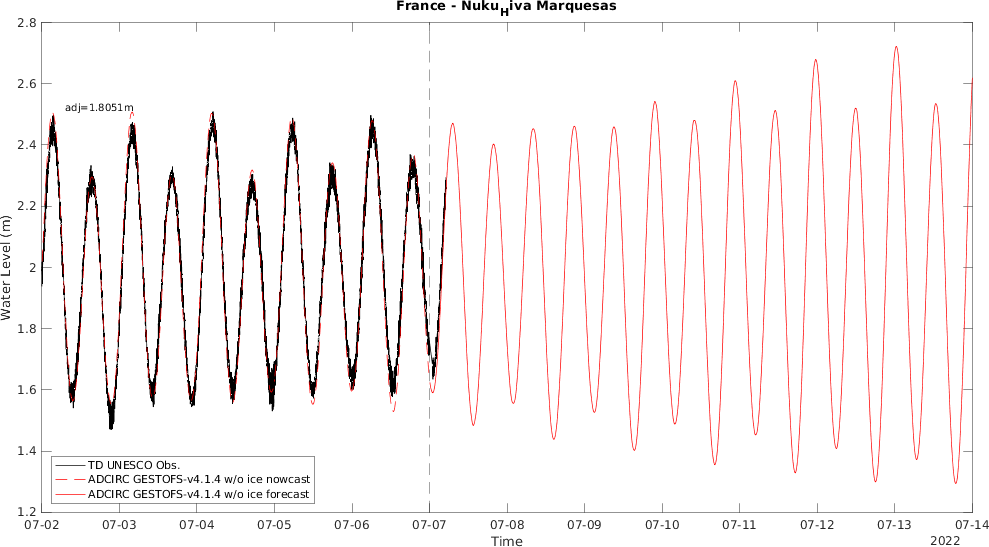 France - Nuku_Hiva Marquesas
2.8
2.6
2.4
2.2
2
1.8
1.6
1.4
1.2
Water Level (m)
adj=1.8051m
TD UNESCO Obs.
ADCIRC GESTOFS-v4.1.4 w/o ice nowcast
ADCIRC GESTOFS-v4.1.4 w/o ice forecast
07-02 07-03 07-04 07-05 07-06 07-07 07-08 07-09 07-10 07-11 07-12 07-13 07-14
Time
2022